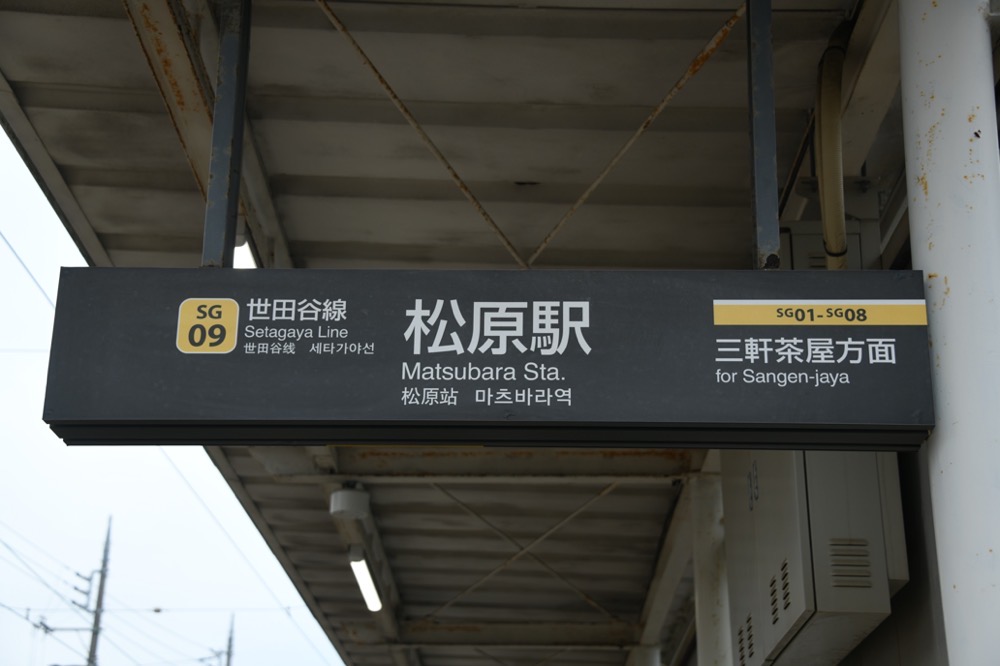 SG
09
世田谷線
Setagaya Line
世田谷线 세타가야선
松原駅
Matsubara Sta.
松原站 마츠바라역
SG01-SG08
三軒茶屋方面
for Sangen-jaya